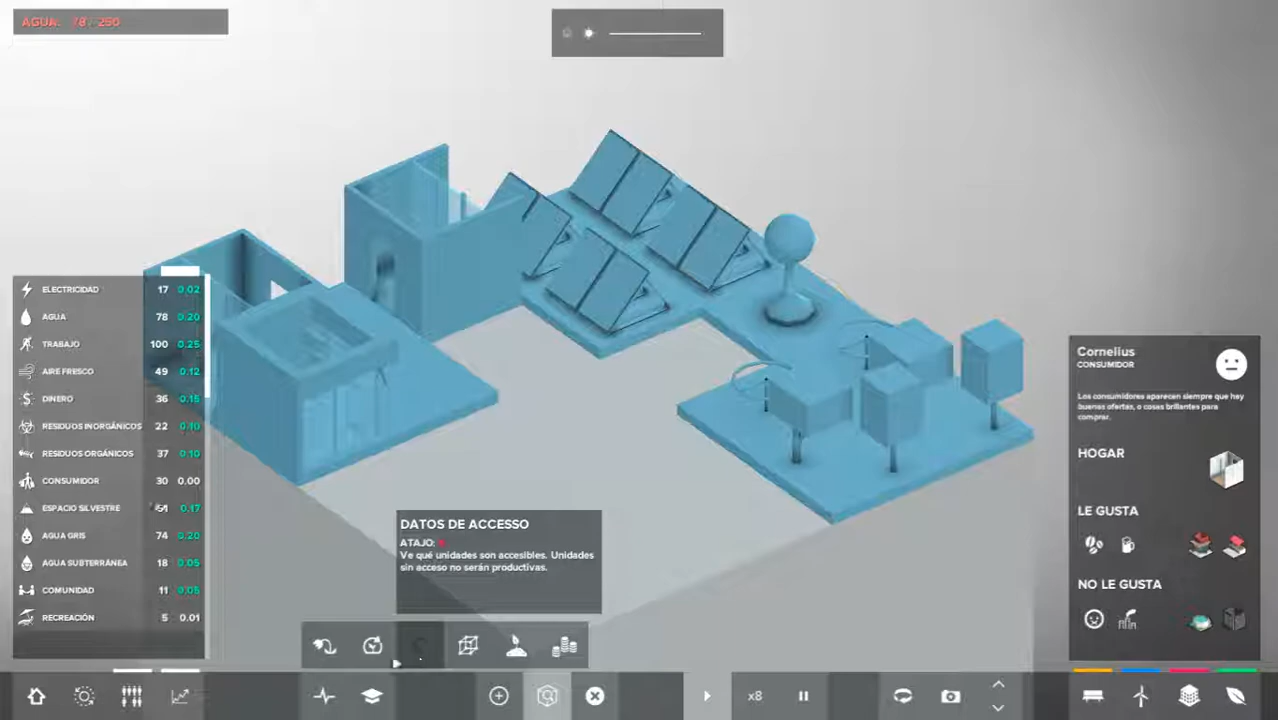 AGUA: 78 / 250
ELECTRICIDAD 17 0.02
AGUA 78 0.20
TRABAJO 100 0.25
AIRE FRESCO 49 0.12
DINERO 36 0.15
RESIDUOS INORGÁNICOS 22 0.10
RESIDUOS ORGÁNICOS 37 0.10
CONSUMIDOR 30 0.00
ESPACIO SILVESTRE 51 0.17
AGUA GRIS 74 0.20
AGUA SUBTERRÁNEA 18 0.05
COMUNIDAD 11 0.05
RECREACIÓN 5 0.01
DATOS DE ACCESO
ATAJO:
Ve qué unidades son accesibles. Unidades
sin acceso no serán productivas.
Cornelius
CONSUMIDOR
Los consumidores aparecen siempre que hay
buenas ofertas, o cosas brillantes para
comprar.
HOGAR
LE GUSTA
NO LE GUSTA
x8